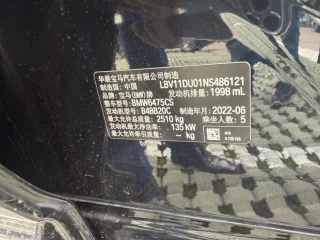 华晨宝马汽车有限公司制造
制造国：中国 LBV11DU01NS486121
品牌：宝马(BMW)牌 发动机排量：1998 mL
整车型号：BMW6475CS
发动机型号：B48B20C 制造年月：2022-06
最大允许总质量：2510 kg 乘坐人数：5
发动机最大净功率：135 kW
最大允许牵引质量：-- kg